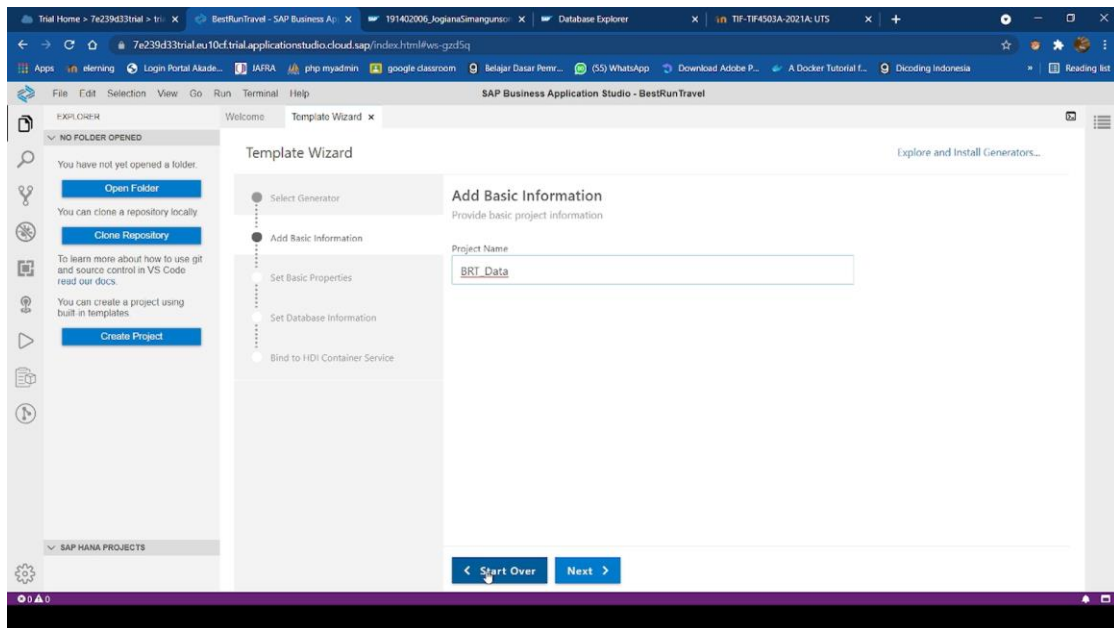 Trial Home > 7e239d33trial > tri
BestRunTravel - SAP Business Ap
191402006_JogianaSimangunso
Database Explorer
TIF-TIF4503A-2021A: UTS
7e239d33trial.eu10cf.trial.applicationstudio.cloud.sap/index.html#ws-gzd5q
Apps
elerning
Login Portal Akade...
IAFRA
php myadmin
google classroom
Belajar Dasar Pemr...
(55) WhatsApp
Download Adobe P...
A Docker Tutorial f...
Dicoding Indonesia
»
Reading list
File Edit Selection View Go Run Terminal Help
SAP Business Application Studio - BestRunTravel
EXPLORER
Welcome
Template Wizard
NO FOLDER OPENED
You have not yet opened a folder.
Open Folder
You can clone a repository locally.
Clone Repository
To learn more about how to use git
and source control in VS Code
read our docs.
You can create a project using
built-in templates.
Create Project
SAP HANA PROJECTS
Template Wizard
Explore and Install Generators...
Select Generator
Add Basic Information
Set Basic Properties
Set Database Information
Bind to HDI Container Service
Add Basic Information
Provide basic project information
Project Name
BRT_Data
< Start Over
Next >
0 0